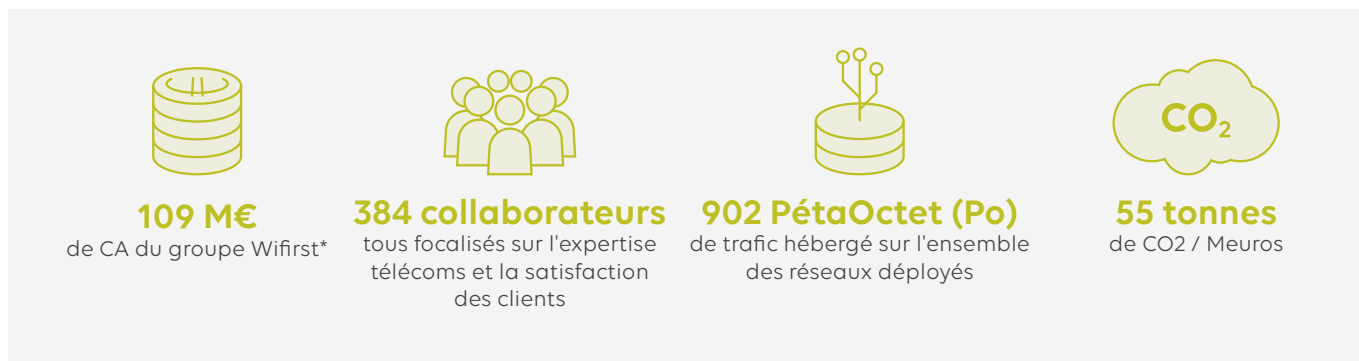 109 M€
de CA du groupe Wifirst*
384 collaborateurs
tous focalisés sur l'expertise
télécoms et la satisfaction
des clients
902 PétaOctet (Po)
de trafic hébergé sur l'ensemble
des réseaux déployés
CO₂
55 tonnes
de CO2 / Meuros